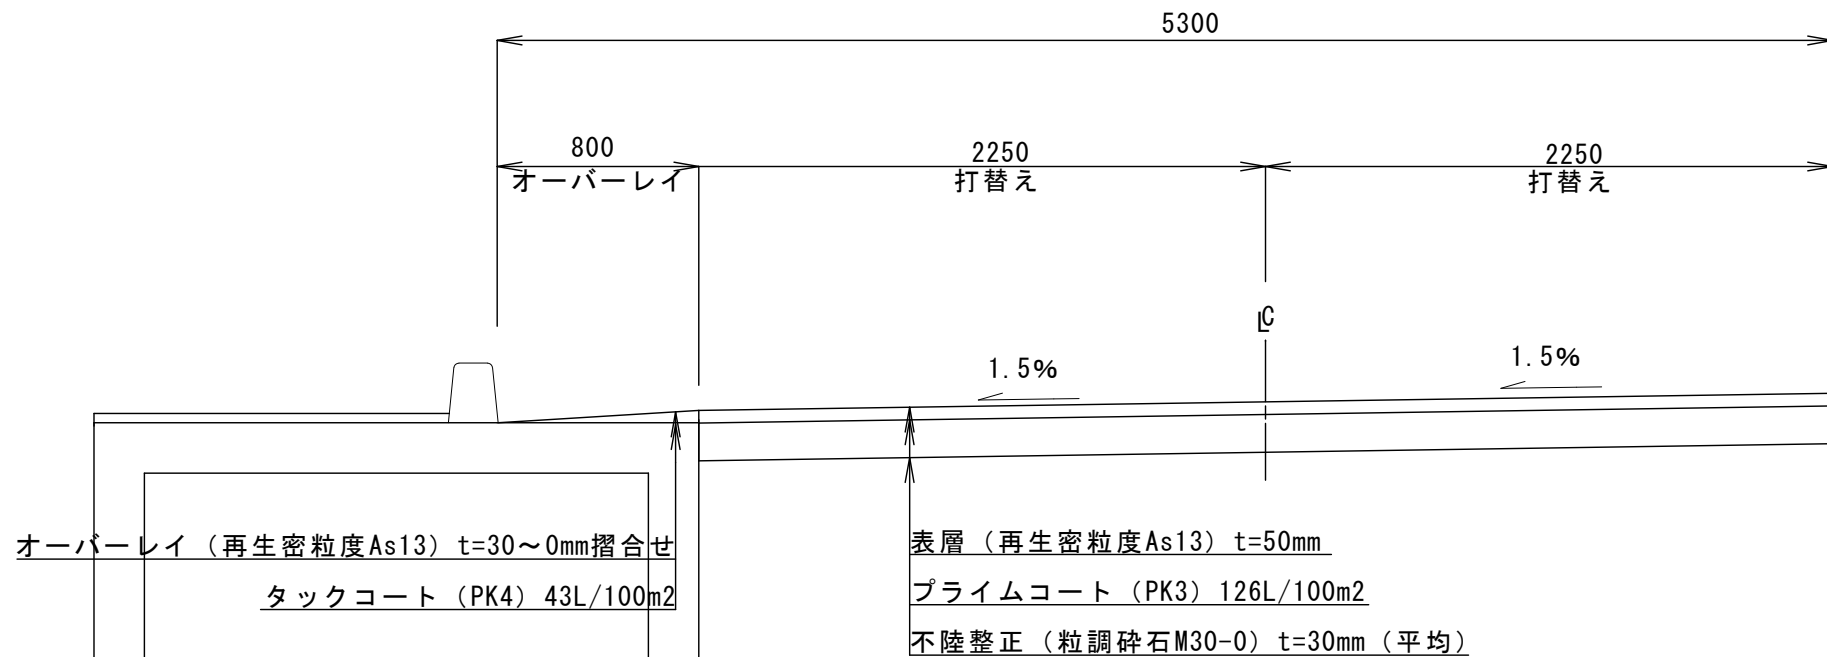 5300
800
2250
2250
オーバーレイ
打替え
打替え
CL
1.5%
1.5%
オーバーレイ（再生密粒度As13）t=30～0mm摺合せ
タックコート（PK4）43L/100m2
表層（再生密粒度As13）t=50mm
プライムコート（PK3）126L/100m2
不陸整正（粒調砕石M30-0）t=30mm（平均）